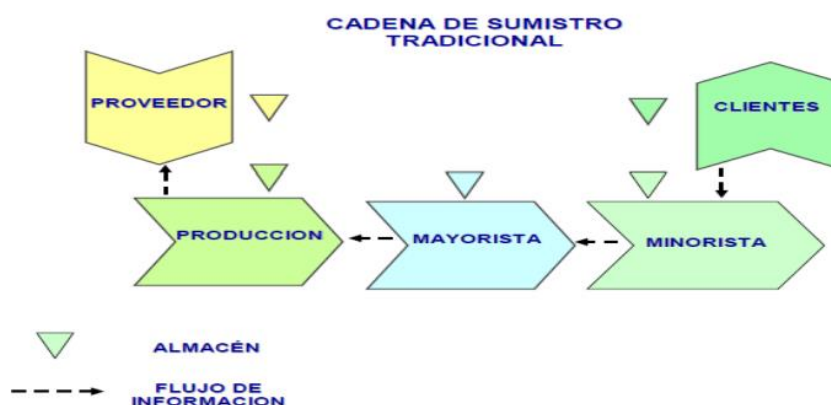 CADENA DE SUMISTRO
TRADICIONAL
PROVEEDOR
CLIENTES
PRODUCCION
MAYORISTA
MINORISTA
ALMACÉN
FLUJO DE
INFORMACION